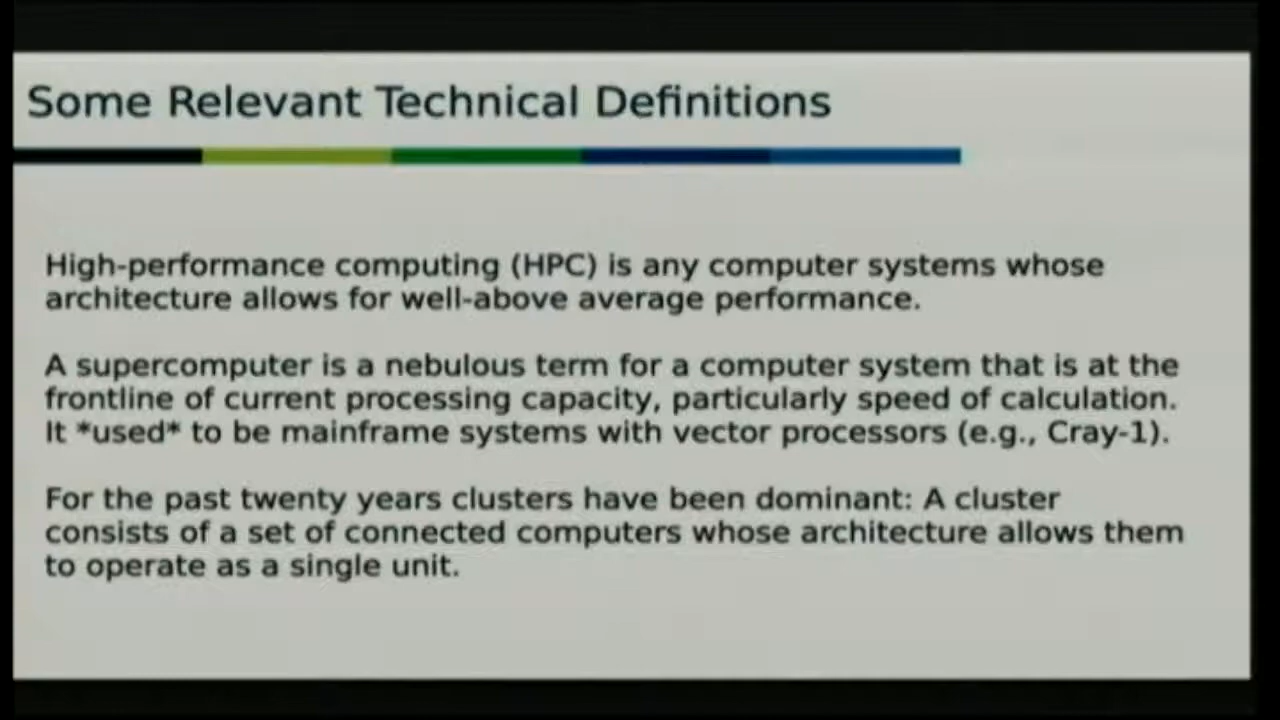 Some Relevant Technical Definitions
High-performance computing (HPC) is any computer systems whose
architecture allows for well-above average performance.
A supercomputer is a nebulous term for a computer system that is at the
frontline of current processing capacity, particularly speed of calculation.
It *used* to be mainframe systems with vector processors (e.g., Cray-1).
For the past twenty years clusters have been dominant: A cluster
consists of a set of connected computers whose architecture allows them
to operate as a single unit.